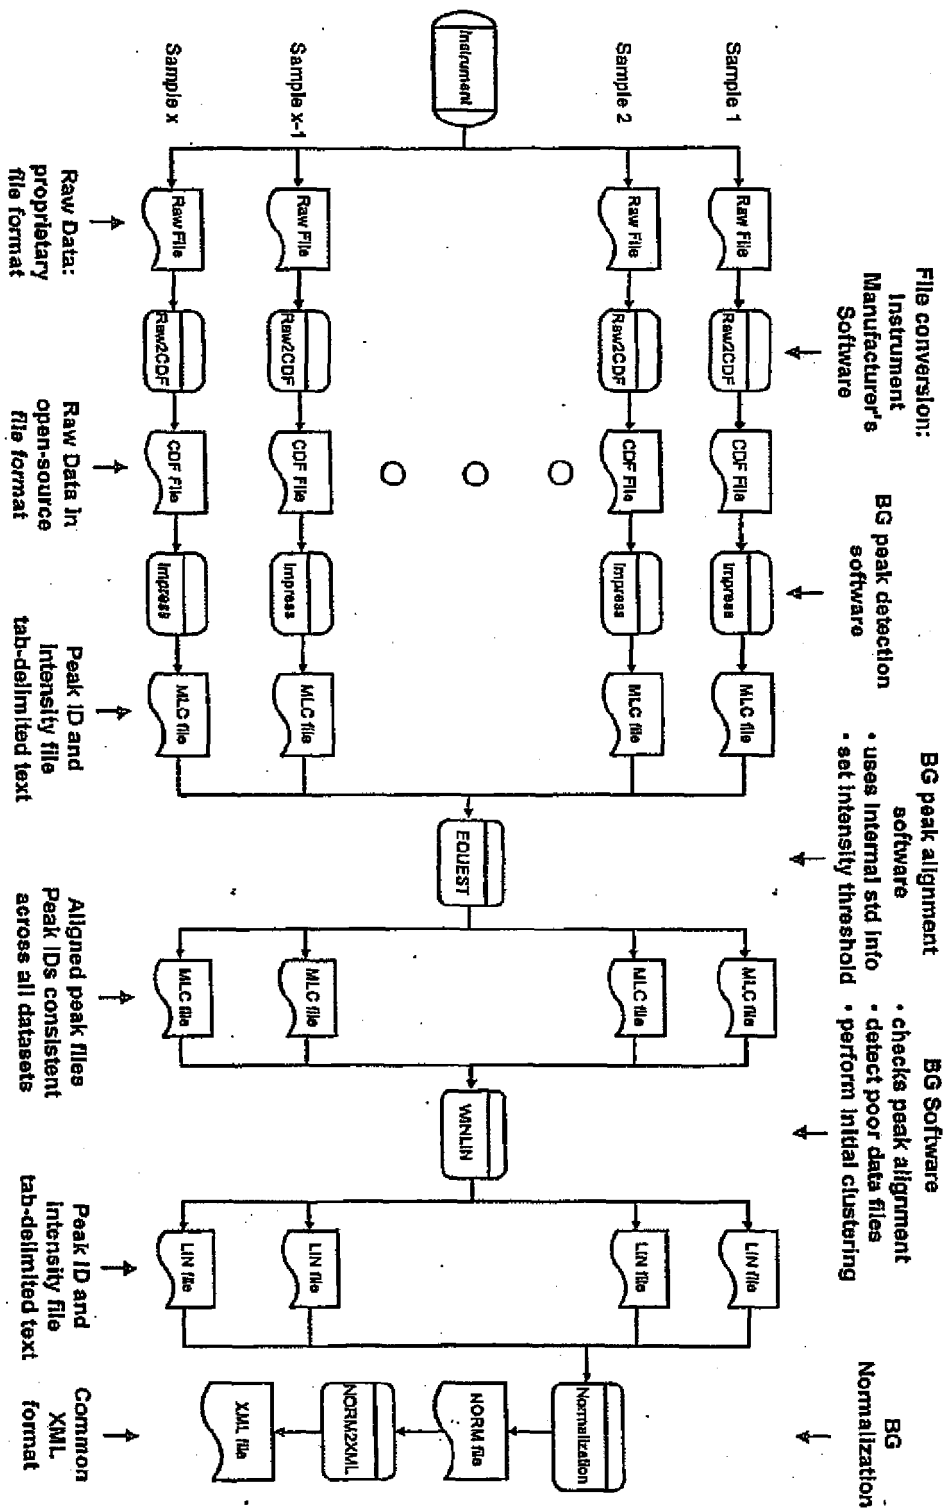 File conversion:
Instrument
Manufacturer's
Software
BG peak detection
software
BG peak alignment
software
• uses internal std info
• set intensity threshold
BG Software
• checks peak alignment
• detect poor data files
• perform initial clustering
BG
Normalization
Sample 1
Raw File
Raw2CDF
CDF File
Impress
MLC file
MLC file
LIN file
Sample 2
Raw File
Raw2CDF
CDF File
Impress
MLC file
MLC file
LIN file
Instrument
EQUEST
WINLIN
Normalization
NORM file
NORM2XML
XML file
Sample x-1
Raw File
Raw2CDF
CDF File
Impress
MLC file
MLC file
LIN file
Sample x
Raw File
Raw2CDF
CDF File
Impress
MLC file
MLC file
LIN file
Raw Data:
proprietary
file format
Raw Data in
open-source
file format
Peak ID and
Intensity file
tab-delimited text
Aligned peak files
Peak IDs consistent
across all datasets
Peak ID and
Intensity file
tab-delimited text
Common
XML
format